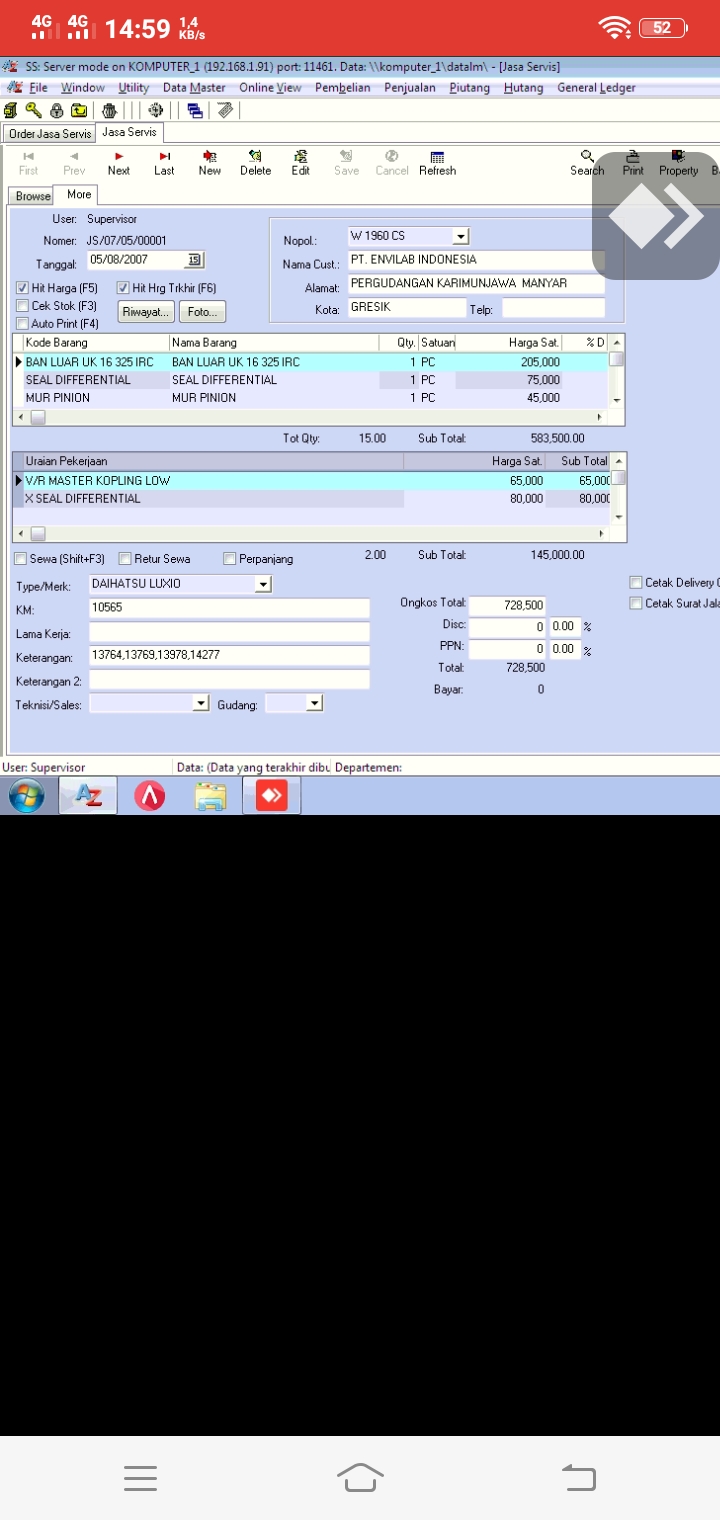 4G 4G 14:59 1,4 KB/s 52
SS: Server mode on KOMPUTER_1 (192.168.1.91) port: 11461. Data: \\komputer_1\datalm\ - [Jasa Servis]
File Window Utility Data Master Online View Pembelian Penjualan Piutang Hutang General Ledger
Order Jasa Servis Jasa Servis
First Prev Next Last New Delete Edit Save Cancel Refresh Search Print Property
Browse More
User: Supervisor
Nomer: JS/07/05/00001
Tanggal: 05/08/2007 15
Hit Harga (F5) Hit Hrg Trkhir (F6)
Cek Stok (F3)
Auto Print (F4)
Riwayat... Foto...
Nopol.: W 1960 CS
Nama Cust.: PT. ENVILAB INDONESIA
Alamat: PERGUDANGAN KARIMUNJAWA MANYAR
Kota: GRESIK Telp:
Kode Barang Nama Barang Qty. Satuan Harga Sat. % D
BAN LUAR UK 16 325 IRC BAN LUAR UK 16 325 IRC 1 PC 205,000
SEAL DIFFERENTIAL SEAL DIFFERENTIAL 1 PC 75,000
MUR PINION MUR PINION 1 PC 45,000
Tot Qty: 15.00 Sub Total: 583,500.00
Uraian Pekerjaan Harga Sat. Sub Total
V/R MASTER KOPLING LOW 65,000 65,000
X SEAL DIFFERENTIAL 80,000 80,000
Sewa (Shift+F3) Retur Sewa Perpanjang 2.00 Sub Total: 145,000.00
Type/Merk: DAIHATSU LUXIO
KM: 10565
Lama Kerja:
Keterangan: 13764,13769,13978,14277
Keterangan 2:
Teknisi/Sales: Gudang:
Ongkos Total: 728,500
Disc: 0 0.00 %
PPN: 0 0.00 %
Total: 728,500
Bayar: 0
Cetak Delivery
Cetak Surat Jala
User: Supervisor Data: (Data yang terakhir dibu Departemen: